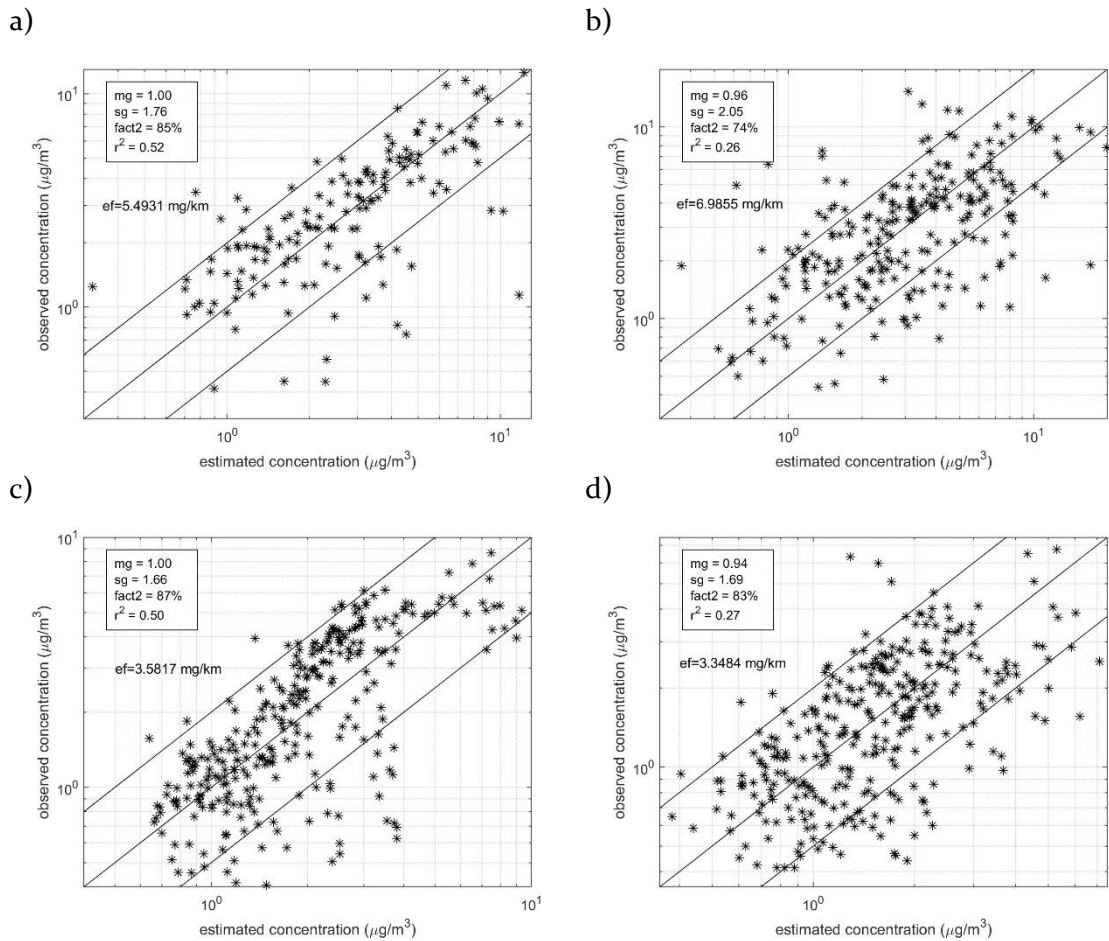 a)
mg = 1.00
sg = 1.76
fact2 = 85%
r² = 0.52
ef=5.4931 mg/km
10¹
10⁰
observed concentration (μg/m³)
10⁰
10¹
estimated concentration (μg/m³)
b)
mg = 0.96
sg = 2.05
fact2 = 74%
r² = 0.26
ef=6.9855 mg/km
10¹
10⁰
observed concentration (μg/m³)
10⁰
10¹
estimated concentration (μg/m³)
c)
10¹
mg = 1.00
sg = 1.66
fact2 = 87%
r² = 0.50
ef=3.5817 mg/km
10⁰
observed concentration (μg/m³)
10⁰
10¹
estimated concentration (μg/m³)
d)
mg = 0.94
sg = 1.69
fact2 = 83%
r² = 0.27
ef=3.3484 mg/km
10⁰
observed concentration (μg/m³)
10⁰
estimated concentration (μg/m³)